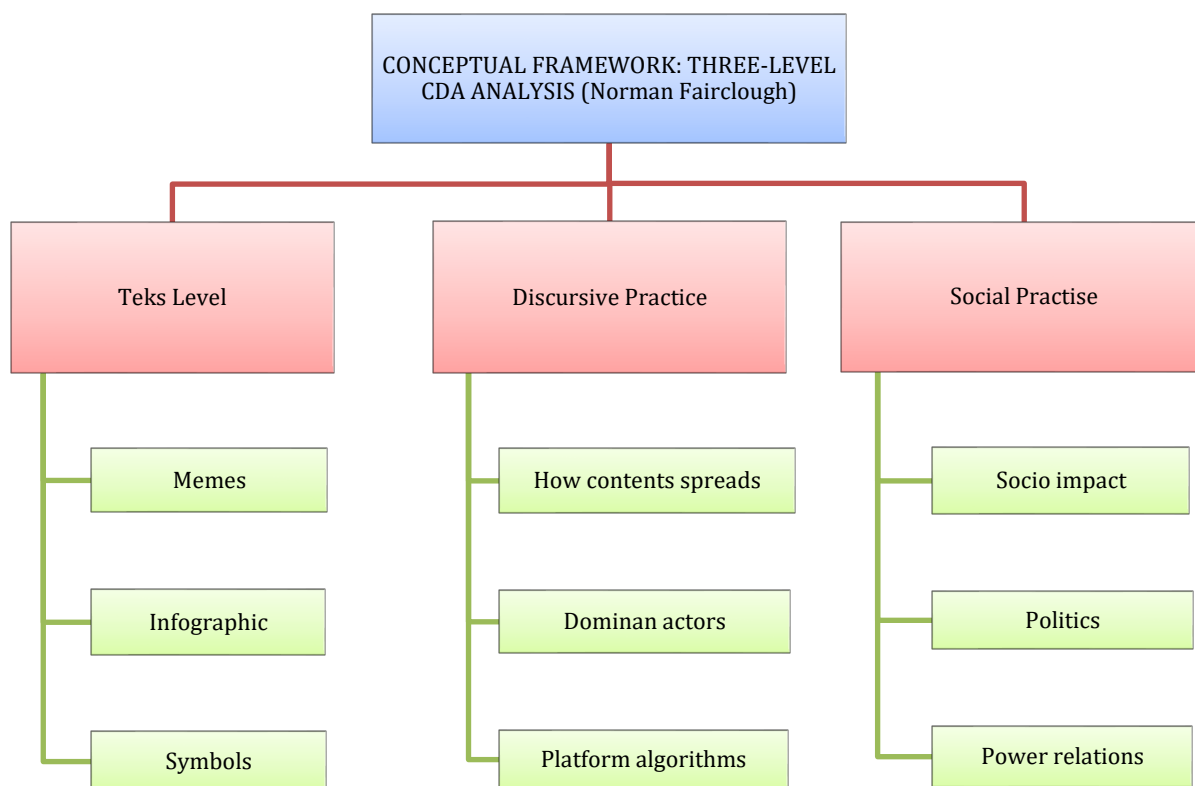 CONCEPTUAL FRAMEWORK: THREE-LEVEL
CDA ANALYSIS (Norman Fairclough)
Teks Level
Memes
Infographic
Symbols
Discursive Practice
How contents spreads
Dominan actors
Platform algorithms
Social Practise
Socio impact
Politics
Power relations